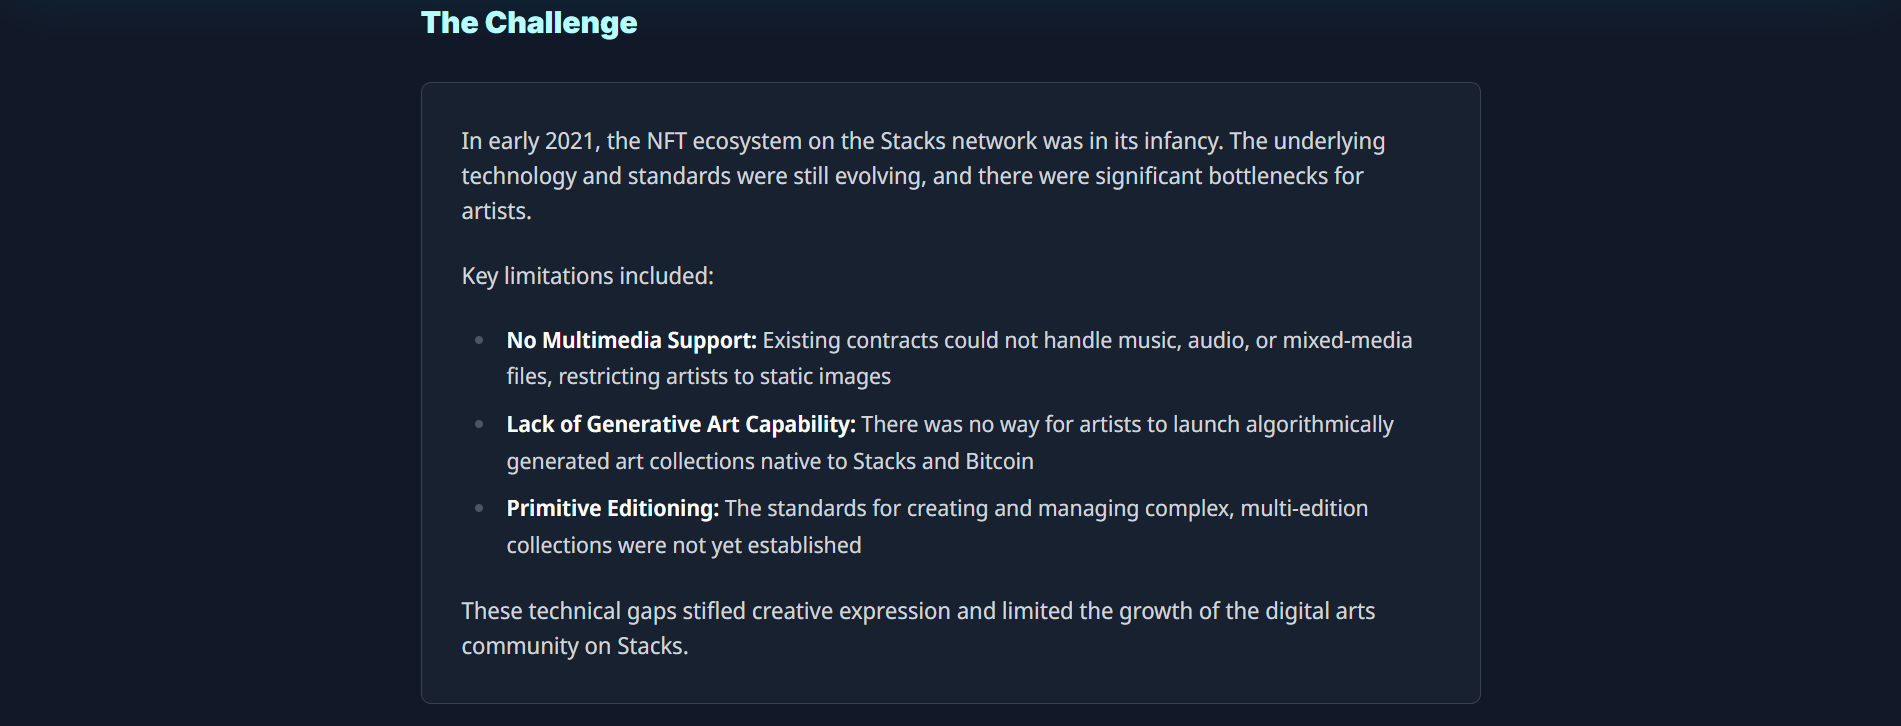 The Challenge
In early 2021, the NFT ecosystem on the Stacks network was in its infancy. The underlying
technology and standards were still evolving, and there were significant bottlenecks for
artists.
Key limitations included:
No Multimedia Support: Existing contracts could not handle music, audio, or mixed-media
files, restricting artists to static images
Lack of Generative Art Capability: There was no way for artists to launch algorithmically
generated art collections native to Stacks and Bitcoin
Primitive Editioning: The standards for creating and managing complex, multi-edition
collections were not yet established
These technical gaps stifled creative expression and limited the growth of the digital arts
community on Stacks.